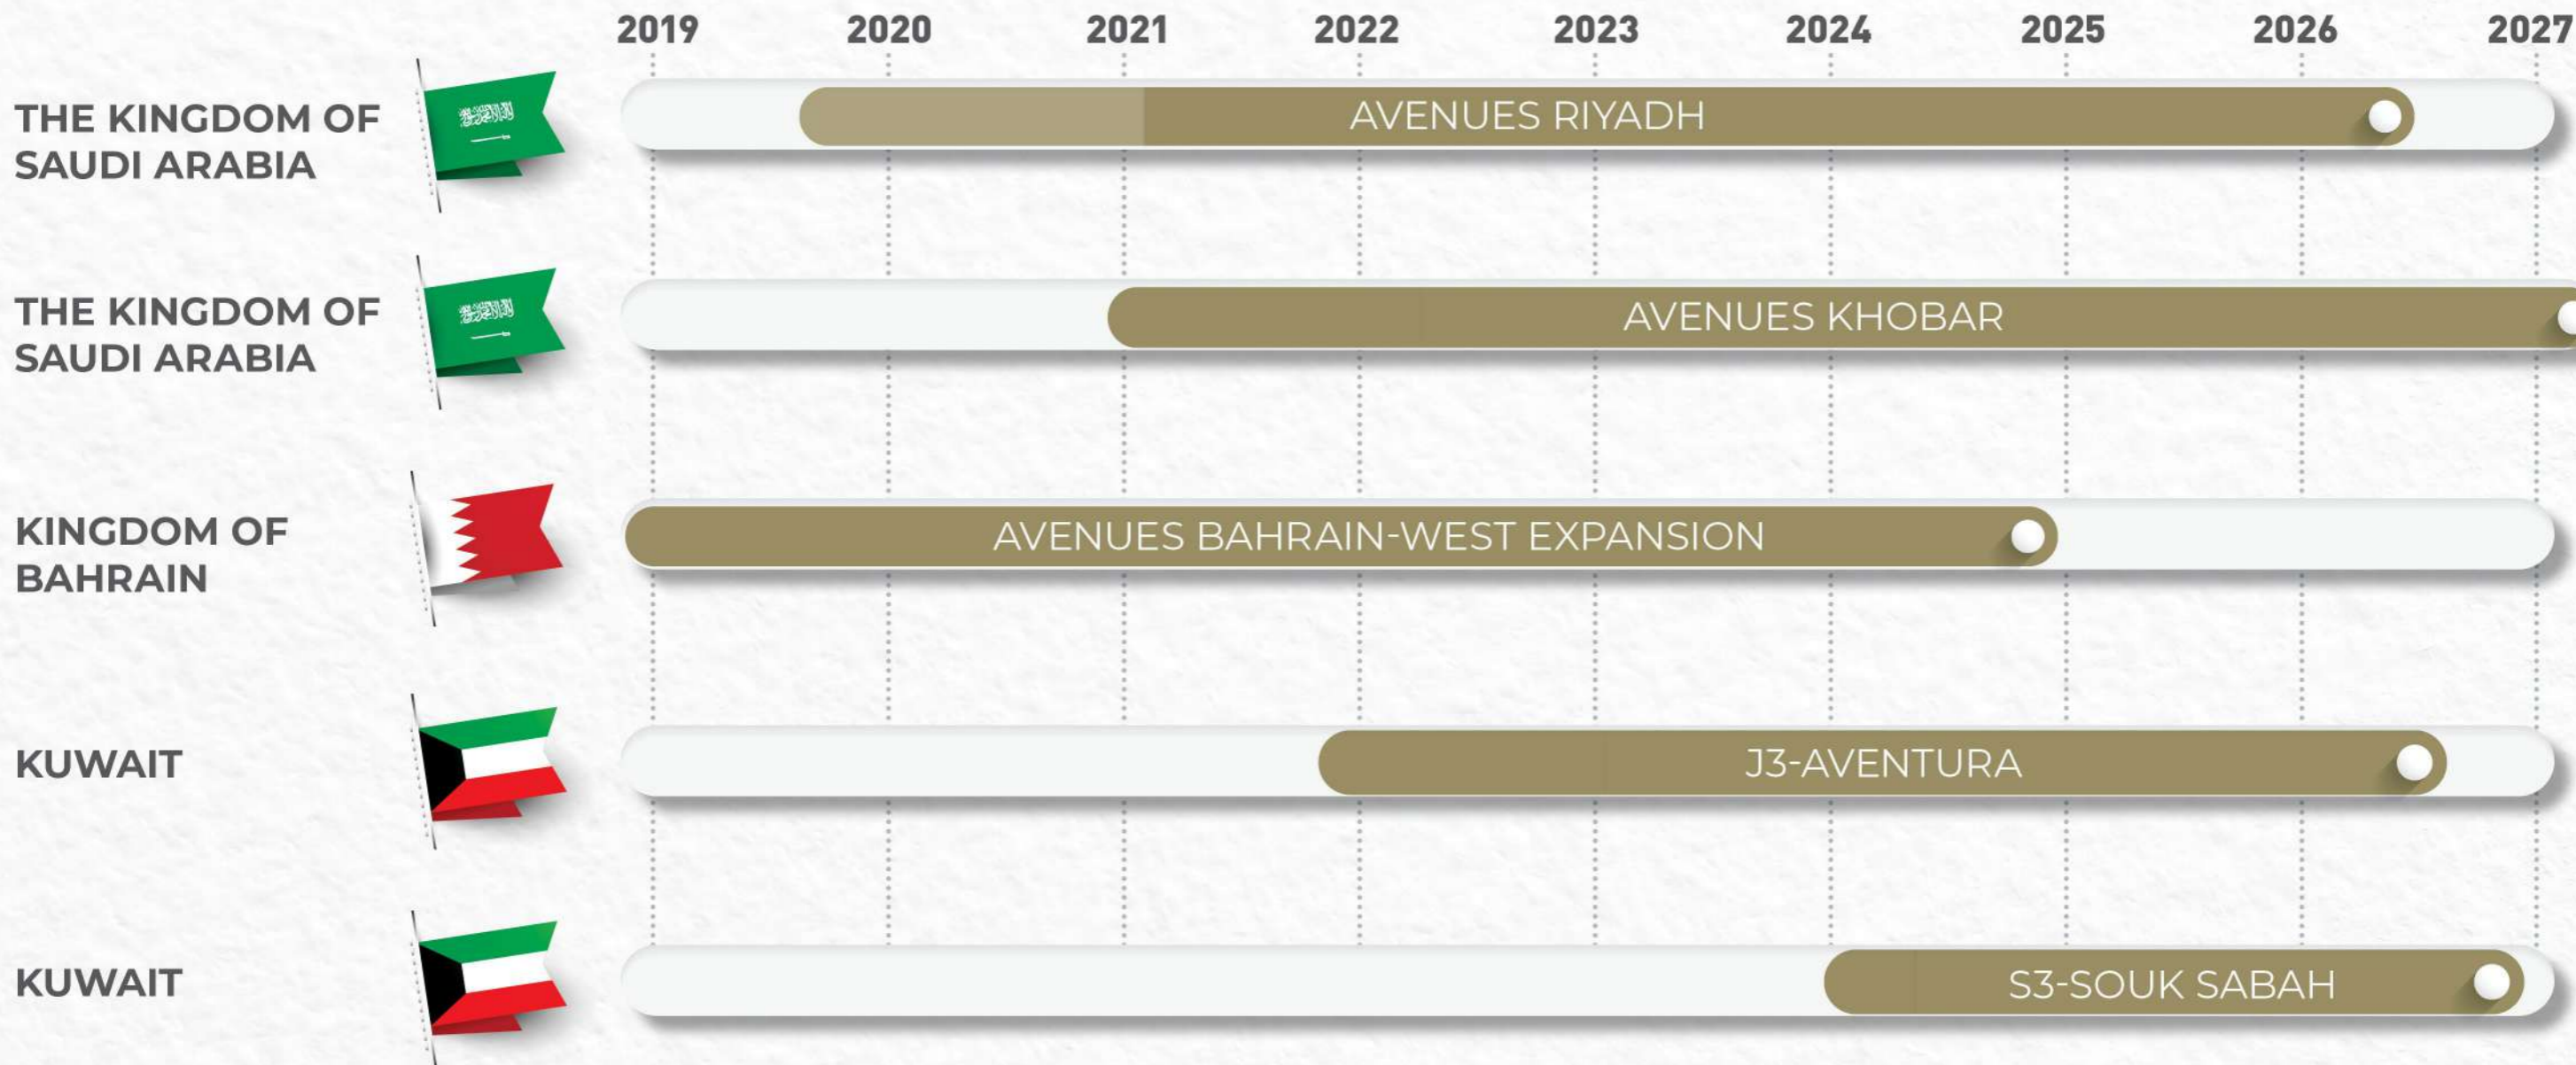 2019 2020 2021 2022 2023 2024 2025 2026 2027
THE KINGDOM OF
SAUDI ARABIA
AVENUES RIYADH
THE KINGDOM OF
SAUDI ARABIA
AVENUES KHOBAR
KINGDOM OF
BAHRAIN
AVENUES BAHRAIN-WEST EXPANSION
KUWAIT
J3-AVENTURA
KUWAIT
S3-SOUK SABAH